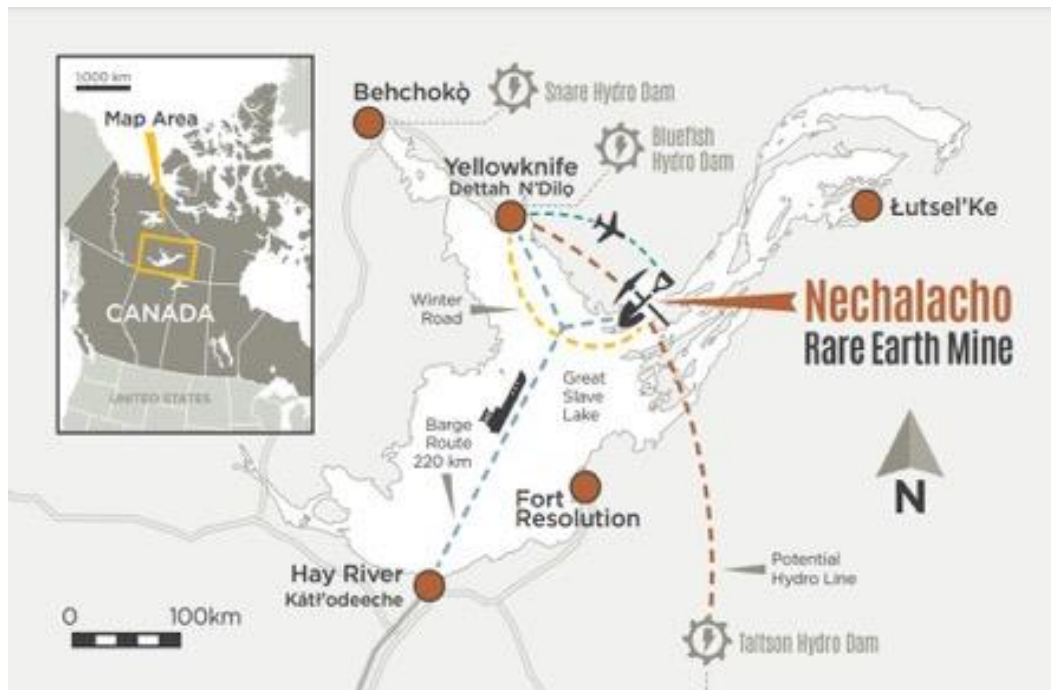 1000 km
Map Area
CANADA
UNITED STATES
Behchokǫ̀
Snare Hydro Dam
Bluefish
Hydro Dam
Yellowknife
Dettah N'Dilǫ
Łutsel'Ke
Winter
Road
Nechalacho
Rare Earth Mine
Great
Slave
Lake
Barge
Route
220 km
N
Fort
Resolution
Potential
Hydro Line
Hay River
Kátł'odeeche
0 100km
Taltson Hydro Dam